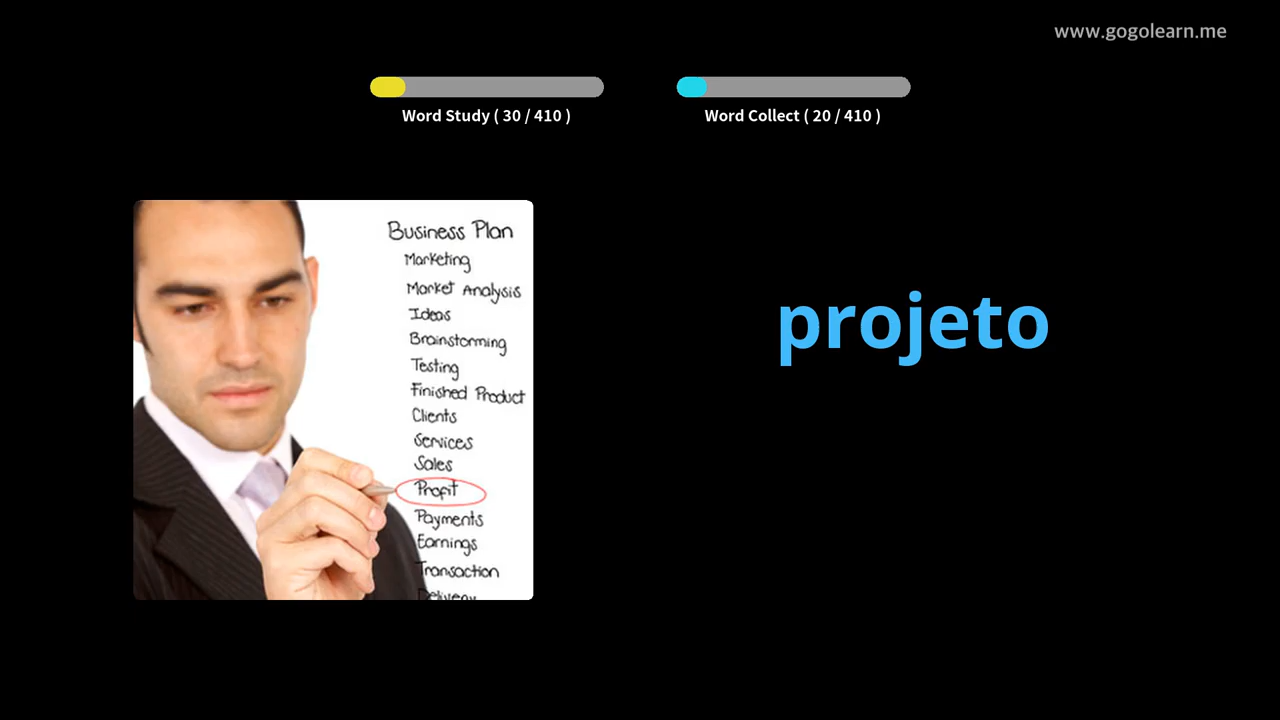 www.gogolearn.me
Word Study ( 30 / 410 )
Word Collect ( 20 / 410 )
Business Plan
Marketing
Market Analysis
Ideas
Brainstorming
Testing
Finished Product
Clients
Services
Sales
Profit
Payments
Earnings
Transaction
Delivery
projeto